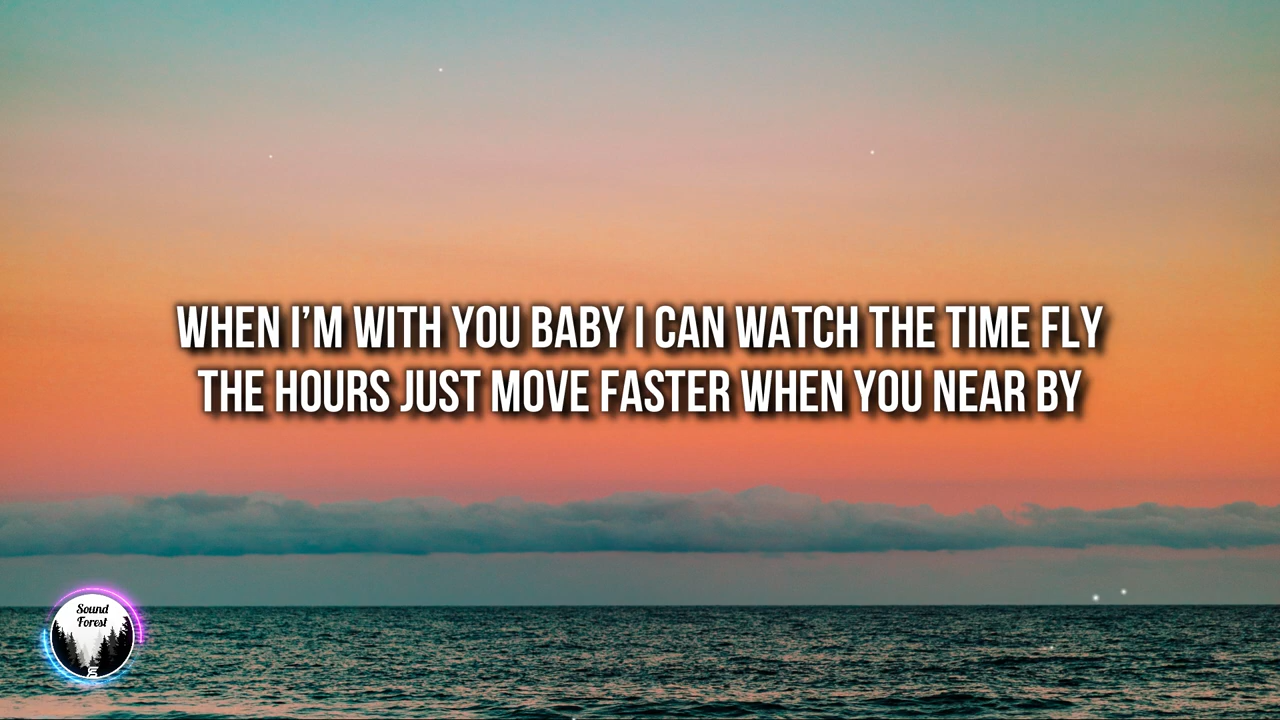 WHEN I’M WITH YOU BABY I CAN WATCH THE TIME FLY
THE HOURS JUST MOVE FASTER WHEN YOU NEAR BY
Sound
Forest